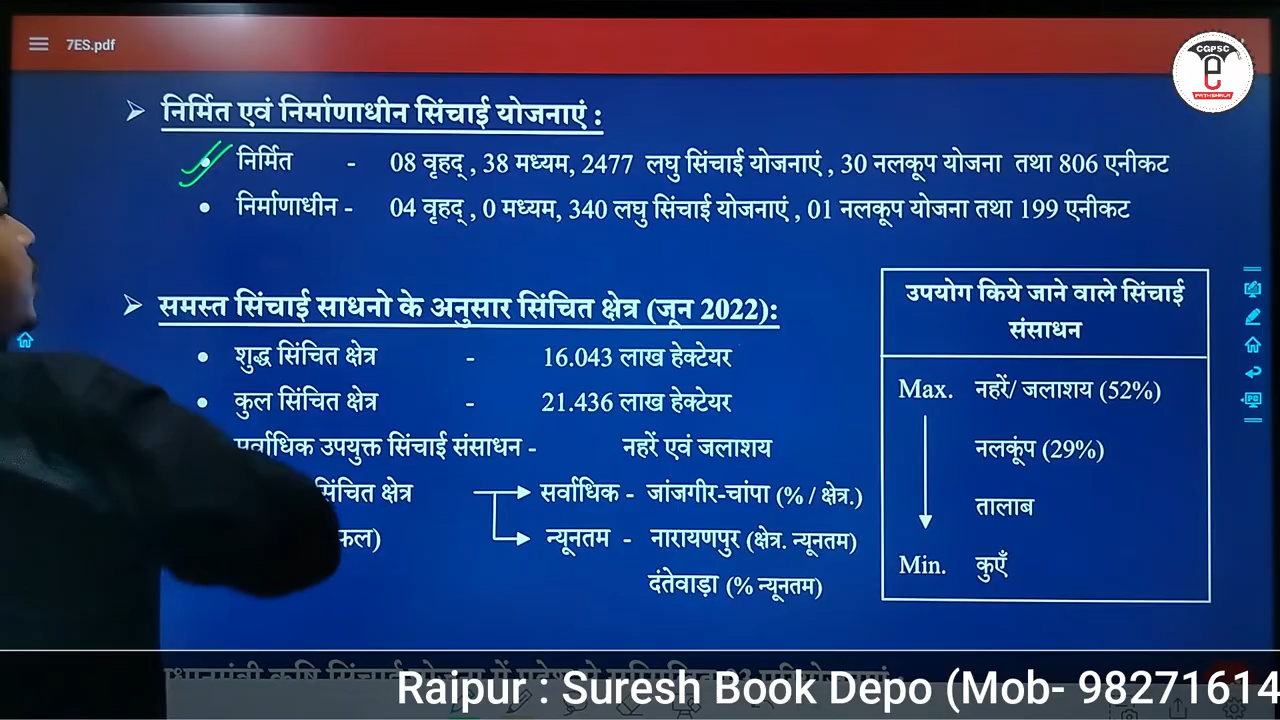 7ES.pdf
CGPSC
निर्मित एवं निर्माणाधीन सिंचाई योजनाएं :
निर्मित - 08 वृहद् , 38 मध्यम, 2477 लघु सिंचाई योजनाएं , 30 नलकूप योजना तथा 806 एनीकट
निर्माणाधीन - 04 वृहद् , 0 मध्यम, 340 लघु सिंचाई योजनाएं , 01 नलकूप योजना तथा 199 एनीकट
समस्त सिंचाई साधनो के अनुसार सिंचित क्षेत्र (जून 2022):
शुद्ध सिंचित क्षेत्र - 16.043 लाख हेक्टेयर
कुल सिंचित क्षेत्र - 21.436 लाख हेक्टेयर
सर्वाधिक उपयुक्त सिंचाई संसाधन - नहरें एवं जलाशय
सिंचित क्षेत्र सर्वाधिक - जांजगीर-चांपा (% / क्षेत्र.)
न्यूनतम - नारायणपुर (क्षेत्र. न्यूनतम)
दंतेवाड़ा (% न्यूनतम)
उपयोग किये जाने वाले सिंचाई
संसाधन
Max. नहरें/ जलाशय (52%)
नलकूंप (29%)
तालाब
Min. कुएँ
Raipur : Suresh Book Depo (Mob- 98271614